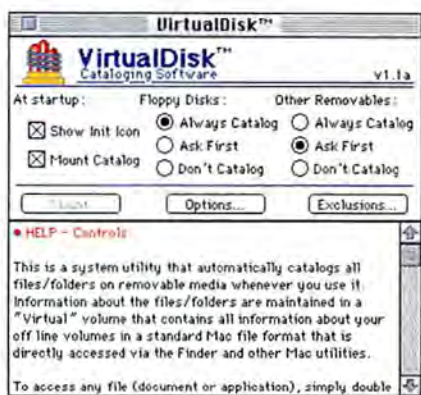 VirtualDisk™
VirtualDisk™
Cataloging Software
v1.1a
At startup: Floppy Disks: Other Removables:
Show Init Icon Always Catalog Always Catalog
Mount Catalog Ask First Ask First
Don't Catalog Don't Catalog
Mount Options... Exclusions...
• HELP - Controls
This is a system utility that automatically catalogs all
files/folders on removable media whenever you use it.
Information about the files/folders are maintained in a
"Virtual" volume that contains all information about your
off line volumes in a standard Mac file format that is
directly accessed via the Finder and other Mac utilities.
To access any file (document or application), simply double